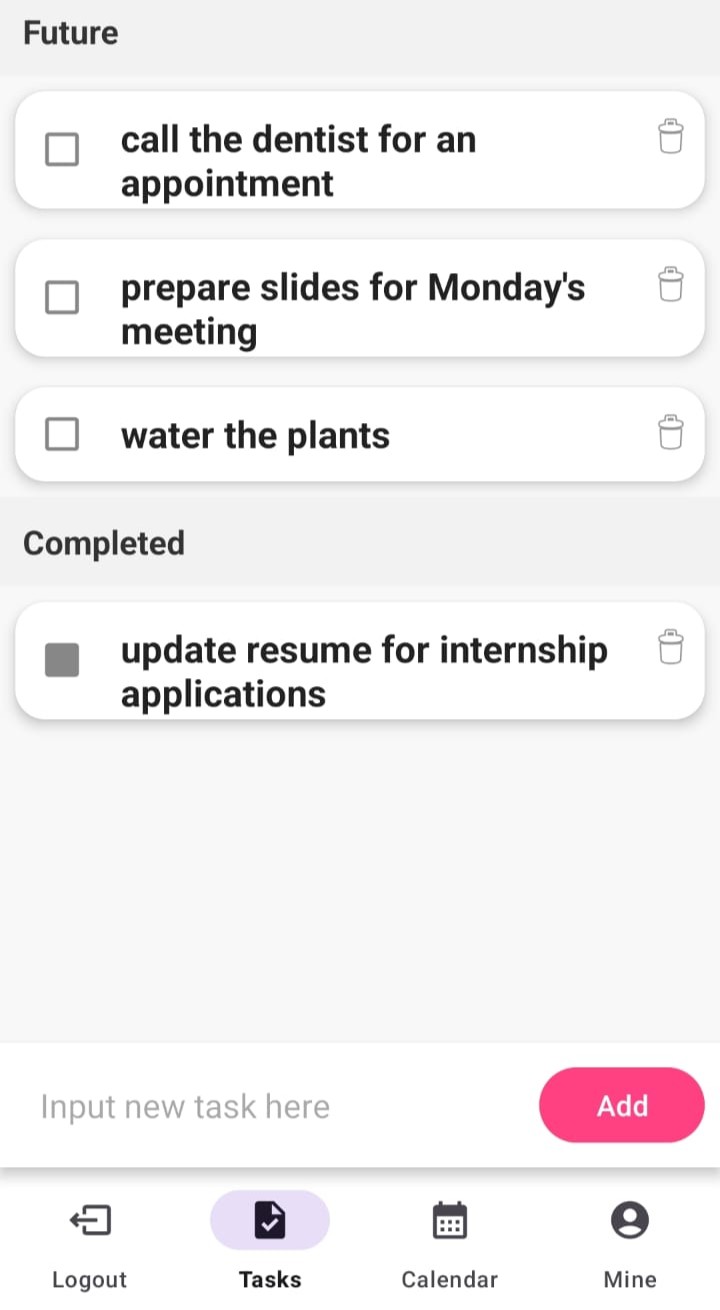 Future
call the dentist for an
appointment
prepare slides for Monday's
meeting
water the plants
Completed
update resume for internship
applications
Input new task here
Add
Logout
Tasks
Calendar
Mine